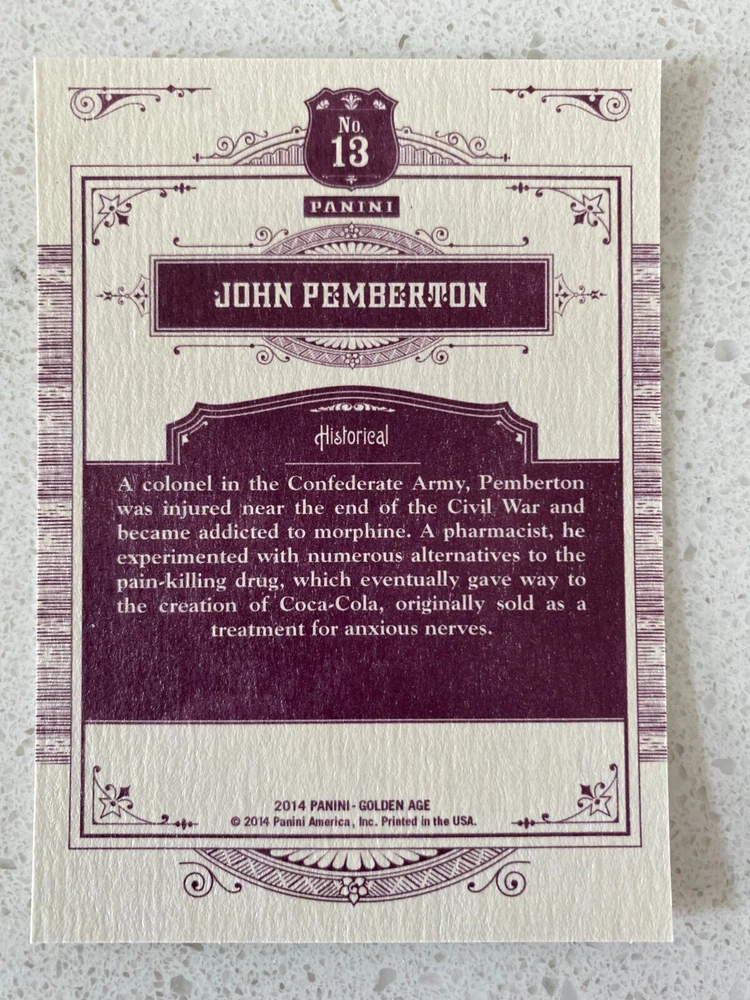 No.
13
PANINI
JOHN PEMBERTON
Historical
A colonel in the Confederate Army, Pemberton
was injured near the end of the Civil War and
became addicted to morphine. A pharmacist, he
experimented with numerous alternatives to the
pain-killing drug, which eventually gave way to
the creation of Coca-Cola, originally sold as a
treatment for anxious nerves.
2014 PANINI - GOLDEN AGE
© 2014 Panini America, Inc. Printed in the USA.